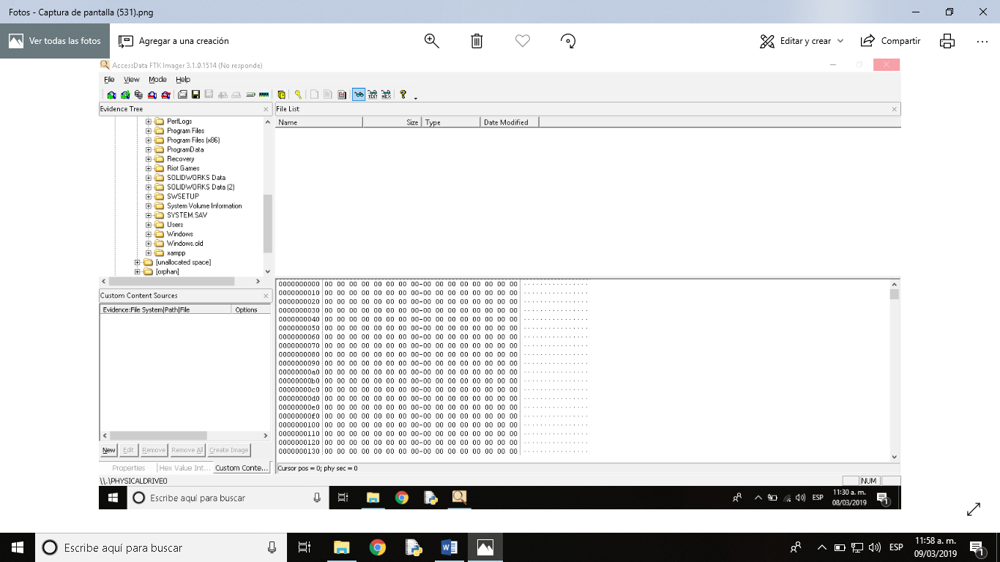 Fotos - Captura de pantalla (531).png
Ver todas las fotos
Agregar a una creación
Editar y crear
Compartir
AccessData FTK Imager 3.1.0.1514 (No responde)
File View Mode Help
Evidence Tree
File List
Name Size Type Date Modified
PerfLogs
Program Files
Program Files (x86)
ProgramData
Recovery
Riot Games
SOLIDWORKS Data
SOLIDWORKS Data (2)
SWSETUP
System Volume Information
SYSTEM.SAV
Users
Windows
Windows.old
xampp
[unallocated space]
[orphan]
Custom Content Sources
Evidence:File System|Path|File Options
New Edit Remove Remove All Create Image
Properties Hex Value Int... Custom Conte...
0000000000 00 00 00 00 00 00 00 00-00 00 00 00 00 00 00 00 ················
0000000010 00 00 00 00 00 00 00 00-00 00 00 00 00 00 00 00 ················
0000000020 00 00 00 00 00 00 00 00-00 00 00 00 00 00 00 00 ················
0000000030 00 00 00 00 00 00 00 00-00 00 00 00 00 00 00 00 ················
0000000040 00 00 00 00 00 00 00 00-00 00 00 00 00 00 00 00 ················
0000000050 00 00 00 00 00 00 00 00-00 00 00 00 00 00 00 00 ················
0000000060 00 00 00 00 00 00 00 00-00 00 00 00 00 00 00 00 ················
0000000070 00 00 00 00 00 00 00 00-00 00 00 00 00 00 00 00 ················
0000000080 00 00 00 00 00 00 00 00-00 00 00 00 00 00 00 00 ················
0000000090 00 00 00 00 00 00 00 00-00 00 00 00 00 00 00 00 ················
00000000a0 00 00 00 00 00 00 00 00-00 00 00 00 00 00 00 00 ················
00000000b0 00 00 00 00 00 00 00 00-00 00 00 00 00 00 00 00 ················
00000000c0 00 00 00 00 00 00 00 00-00 00 00 00 00 00 00 00 ················
00000000d0 00 00 00 00 00 00 00 00-00 00 00 00 00 00 00 00 ················
00000000e0 00 00 00 00 00 00 00 00-00 00 00 00 00 00 00 00 ················
00000000f0 00 00 00 00 00 00 00 00-00 00 00 00 00 00 00 00 ················
0000000100 00 00 00 00 00 00 00 00-00 00 00 00 00 00 00 00 ················
0000000110 00 00 00 00 00 00 00 00-00 00 00 00 00 00 00 00 ················
0000000120 00 00 00 00 00 00 00 00-00 00 00 00 00 00 00 00 ················
0000000130 00 00 00 00 00 00 00 00-00 00 00 00 00 00 00 00 ················
Cursor pos = 0; phy sec = 0
\\.\PHYSICALDRIVE0
NUM
Escribe aquí para buscar
ESP
11:30 a. m.
08/03/2019
1
Escribe aquí para buscar
ESP
11:58 a. m.
09/03/2019
1